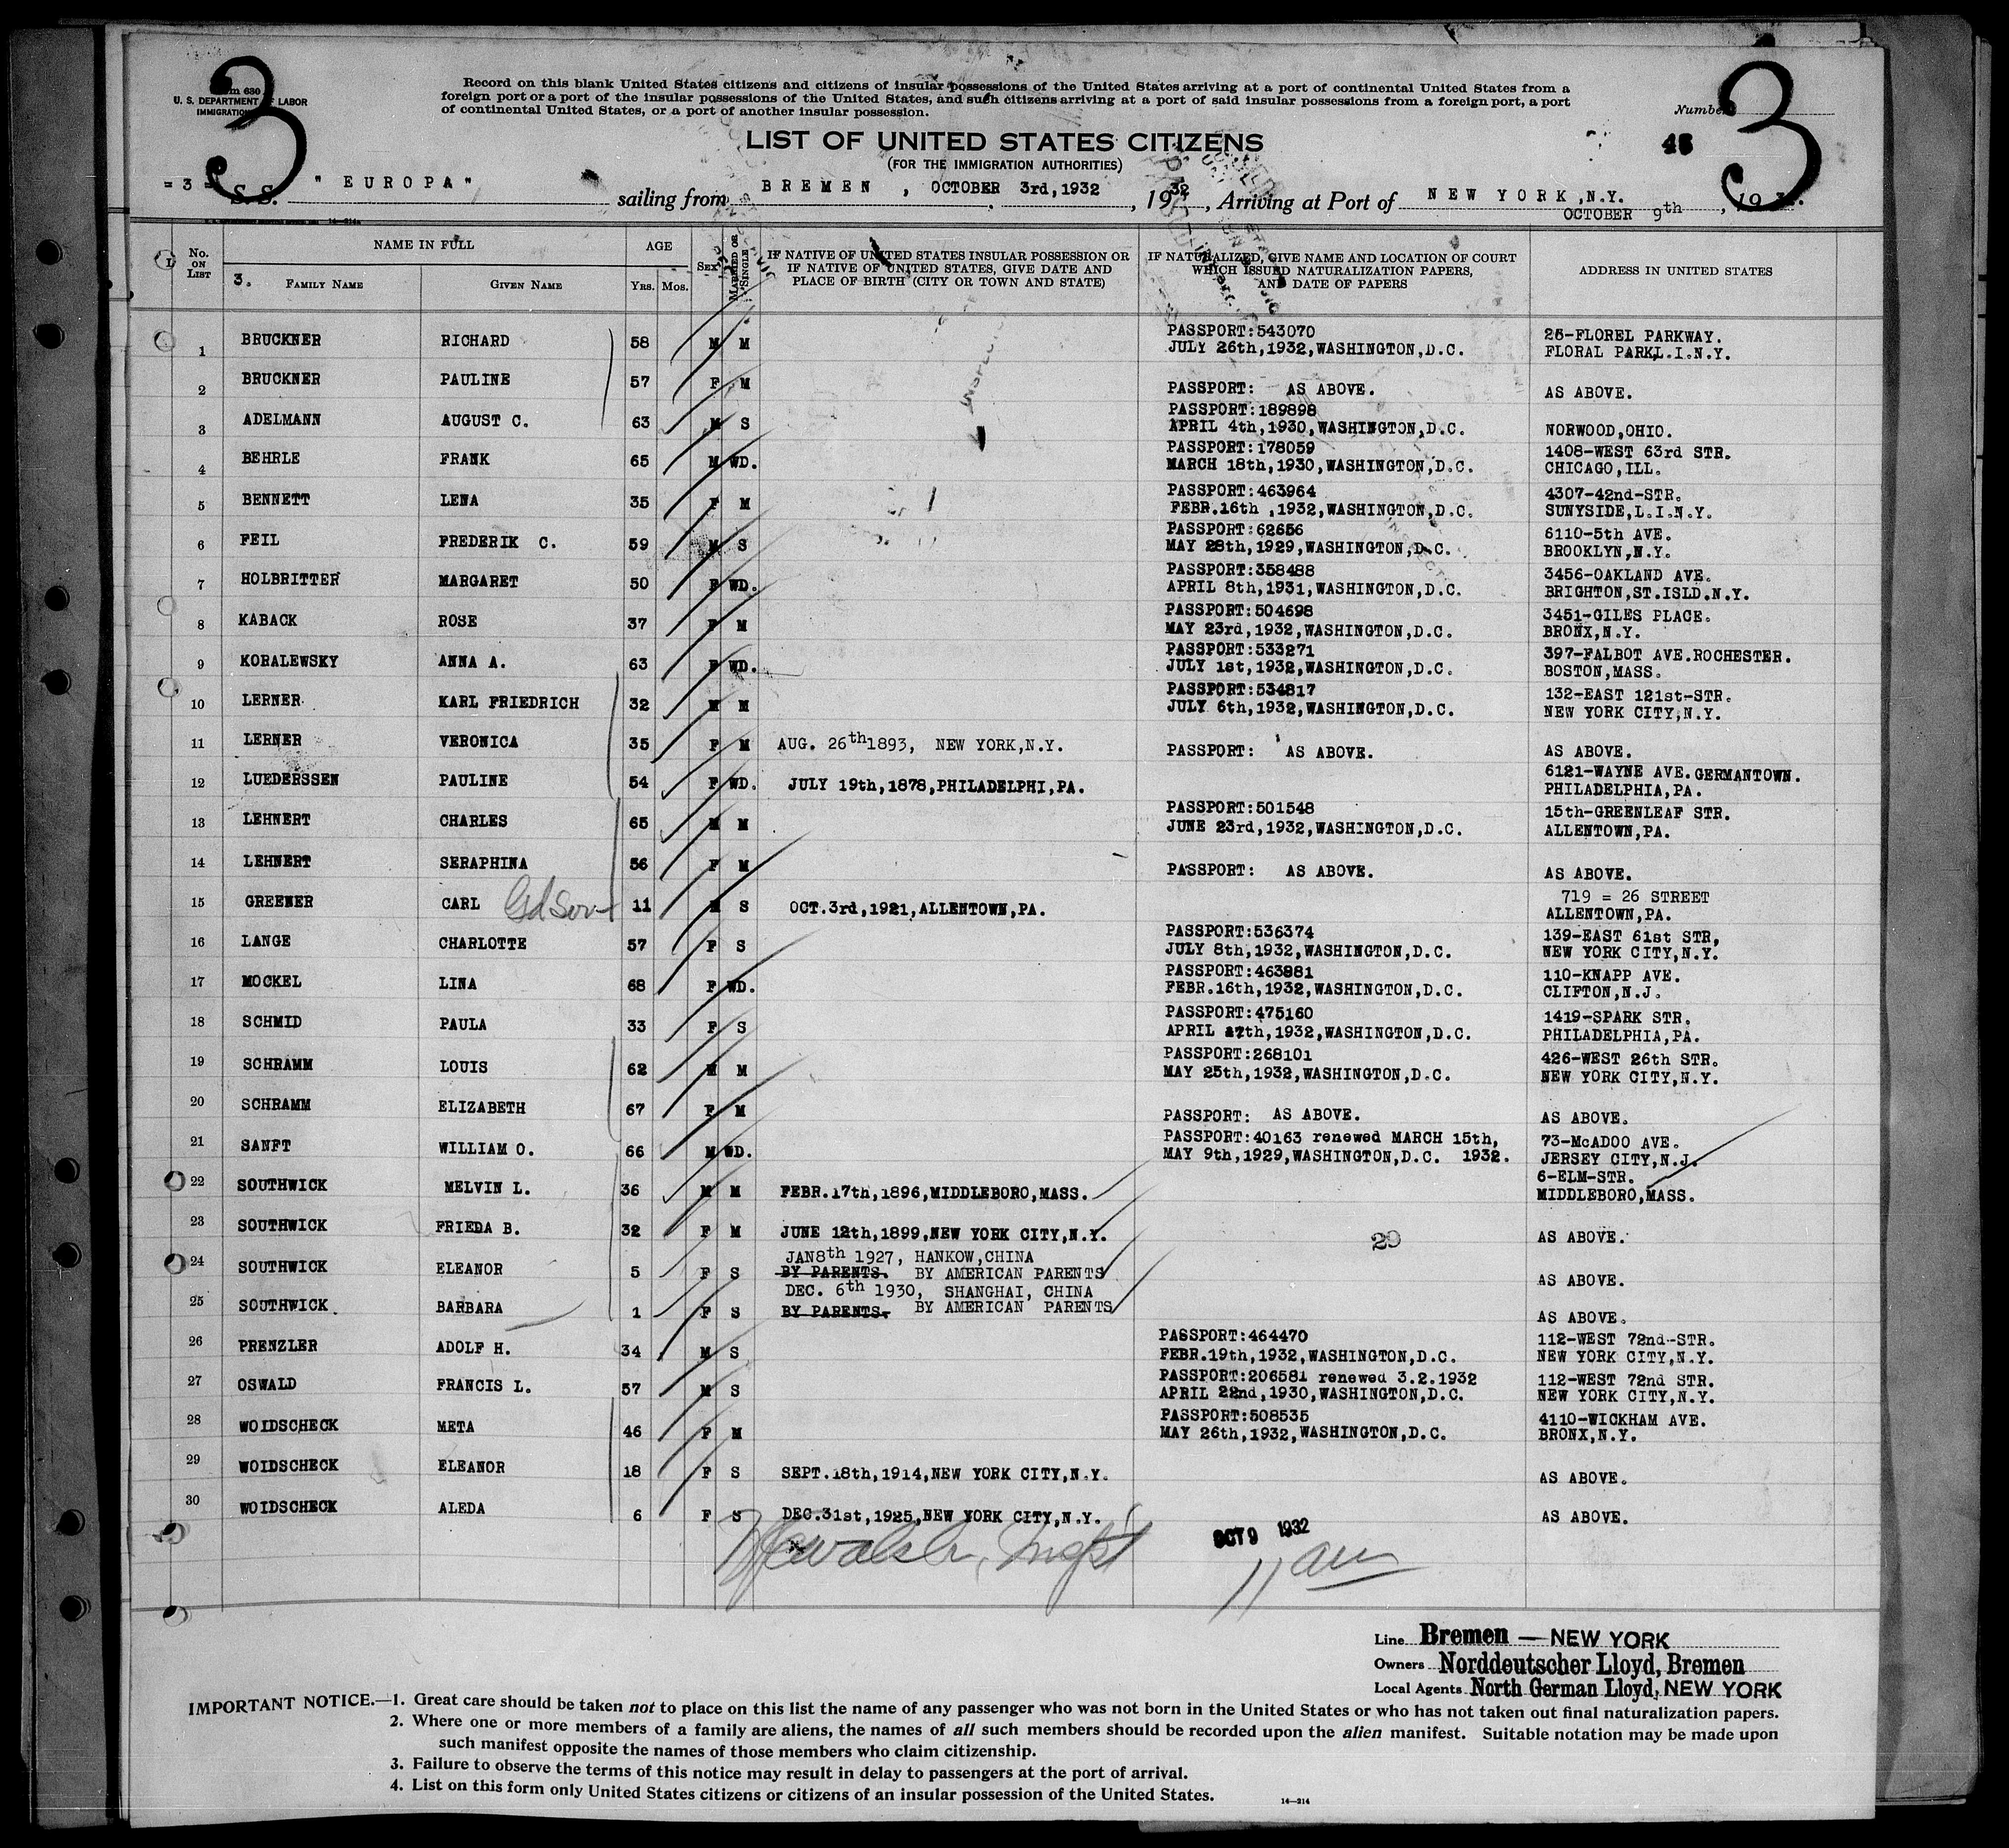 3
Form 630
U. S. DEPARTMENT OF LABOR
IMMIGRATION
Record on this blank United States citizens and citizens of insular possessions of the United States arriving at a port of continental United States from a
foreign port or a port of the insular possessions of the United States, and such citizens arriving at a port of said insular possessions from a foreign port, a port
of continental United States, or a port of another insular possession.
Number
3
LIST OF UNITED STATES CITIZENS
(FOR THE IMMIGRATION AUTHORITIES)
= 3 = S.S. " EUROPA" sailing from BREMEN , OCTOBER 3rd,1932 , 1932 , Arriving at Port of NEW YORK,N.Y.
OCTOBER 9th , 19
No. ON LIST
NAME IN FULL
3. FAMILY NAME GIVEN NAME
AGE
YRS. MOS.
SEX
MARRIED OR SINGLE
IF NATIVE OF UNITED STATES INSULAR POSSESSION OR
IF NATIVE OF UNITED STATES, GIVE DATE AND
PLACE OF BIRTH (CITY OR TOWN AND STATE)
IF NATURALIZED, GIVE NAME AND LOCATION OF COURT
WHICH ISSUED NATURALIZATION PAPERS,
AND DATE OF PAPERS
ADDRESS IN UNITED STATES
1 BRUCKNER RICHARD 58 M M PASSPORT:543070 26-FLOREL PARKWAY.
JULY 26th,1932,WASHINGTON,D.C. FLORAL PARK,L.I.N.Y.
2 BRUCKNER PAULINE 57 F M PASSPORT: AS ABOVE. AS ABOVE.
3 ADELMANN AUGUST C. 63 M S PASSPORT:189898
APRIL 4th,1930,WASHINGTON,D.C. NORWOOD,OHIO.
4 BEHRLE FRANK 65 M WD. PASSPORT:178059 1408-WEST 63rd STR.
MARCH 18th,1930,WASHINGTON,D.C. CHICAGO,ILL.
5 BENNETT LENA 35 F M PASSPORT:463964 4307-42nd-STR.
FEBR.16th ,1932,WASHINGTON,D.C. SUNYSIDE,L.I.N.Y.
6 FEIL FREDERIK C. 59 M S PASSPORT:62656 6110-5th AVE.
MAY 28th,1929,WASHINGTON,D.C. BROOKLYN,N.Y.
7 HOLBRITTER MARGARET 50 F WD. PASSPORT:358488 3456-OAKLAND AVE.
APRIL 8th,1931,WASHINGTON,D.C. BRIGHTON,ST.ISLD.N.Y.
8 KABACK ROSE 37 F M PASSPORT:504698 3451-GILES PLACE.
MAY 23rd,1932,WASHINGTON,D.C. BRONX,N.Y.
9 KORALEWSKY ANNA A. 63 F WD. PASSPORT:533271 397-FALBOT AVE.ROCHESTER.
JULY 1st,1932,WASHINGTON,D.C. BOSTON,MASS.
10 LERNER KARL FRIEDRICH 32 M M PASSPORT:534817 132-EAST 121st-STR.
JULY 6th,1932,WASHINGTON,D.C. NEW YORK CITY,N.Y.
11 LERNER VERONICA 35 F M AUG. 26th1893, NEW YORK,N.Y. PASSPORT: AS ABOVE. AS ABOVE.
12 LUEDERSSEN PAULINE 54 F WD. JULY 19th,1878,PHILADELPHI,PA. 6121-WAYNE AVE.GERMANTOWN.
PHILADELPHIA,PA.
13 LEHNERT CHARLES 65 M M PASSPORT:501548 15th-GREENLEAF STR.
JUNE 23rd,1932,WASHINGTON,D.C. ALLENTOWN,PA.
14 LEHNERT SERAPHINA 56 F M PASSPORT: AS ABOVE. AS ABOVE.
15 GREENER CARL Gdson 11 M S OCT.3rd,1921,ALLENTOWN,PA. 719 = 26 STREET
ALLENTOWN,PA.
16 LANGE CHARLOTTE 57 F S PASSPORT:536374 139-EAST 61st STR,
JULY 8th,1932,WASHINGTON,D.C. NEW YORK CITY,N.Y.
17 MOCKEL LINA 68 F WD. PASSPORT:463881 110-KNAPP AVE.
FEBR.16th,1932,WASHINGTON,D.C. CLIFTON,N.J.
18 SCHMID PAULA 33 F S PASSPORT:475160 1419-SPARK STR.
APRIL 27th,1932,WASHINGTON,D.C. PHILADELPHIA,PA.
19 SCHRAMM LOUIS 62 M M PASSPORT:268101 426-WEST 26th STR.
MAY 25th,1932,WASHINGTON,D.C. NEW YORK CITY,N.Y.
20 SCHRAMM ELIZABETH 67 F M PASSPORT: AS ABOVE. AS ABOVE.
21 SANFT WILLIAM O. 66 M WD. PASSPORT:40163 renewed MARCH 15th, 73-McADOO AVE.
MAY 9th,1929,WASHINGTON,D.C. 1932. JERSEY CITY,N.J.
22 SOUTHWICK MELVIN L. 36 M M FEBR.17th,1896,MIDDLEBORO,MASS. 6-ELM-STR.
MIDDLEBORO,MASS.
23 SOUTHWICK FRIEDA B. 32 F M JUNE 12th,1899,NEW YORK CITY,N.Y. 29 AS ABOVE.
24 SOUTHWICK ELEANOR 5 F S JAN8th 1927, HANKOW,CHINA
BY PARENTS. BY AMERICAN PARENTS AS ABOVE.
25 SOUTHWICK BARBARA 1 F S DEC. 6th 1930, SHANGHAI, CHINA
BY PARENTS. BY AMERICAN PARENTS AS ABOVE.
26 PRENZLER ADOLF H. 34 M S PASSPORT:464470 112-WEST 72nd-STR.
FEBR.19th,1932,WASHINGTON,D.C. NEW YORK CITY,N.Y.
27 OSWALD FRANCIS L. 57 M S PASSPORT:206581 renewed 3.2.1932 112-WEST 72nd STR.
APRIL 22nd,1930,WASHINGTON,D.C. NEW YORK CITY,N.Y.
28 WOIDSCHECK META 46 F M PASSPORT:508535 4110-WICKHAM AVE.
MAY 26th,1932,WASHINGTON,D.C. BRONX,N.Y.
29 WOIDSCHECK ELEANOR 18 F S SEPT.18th,1914,NEW YORK CITY,N.Y. AS ABOVE.
30 WOIDSCHECK ALEDA 6 F S DEC.31st,1925,NEW YORK CITY,N.Y. AS ABOVE.
OCT 9 1932
11 am
Line Bremen — NEW YORK
Owners Norddeutscher Lloyd, Bremen
Local Agents North German Lloyd, NEW YORK
IMPORTANT NOTICE.—1. Great care should be taken not to place on this list the name of any passenger who was not born in the United States or who has not taken out final naturalization papers.
2. Where one or more members of a family are aliens, the names of all such members should be recorded upon the alien manifest. Suitable notation may be made upon
such manifest opposite the names of those members who claim citizenship.
3. Failure to observe the terms of this notice may result in delay to passengers at the port of arrival.
4. List on this form only United States citizens or citizens of an insular possession of the United States.
14—214